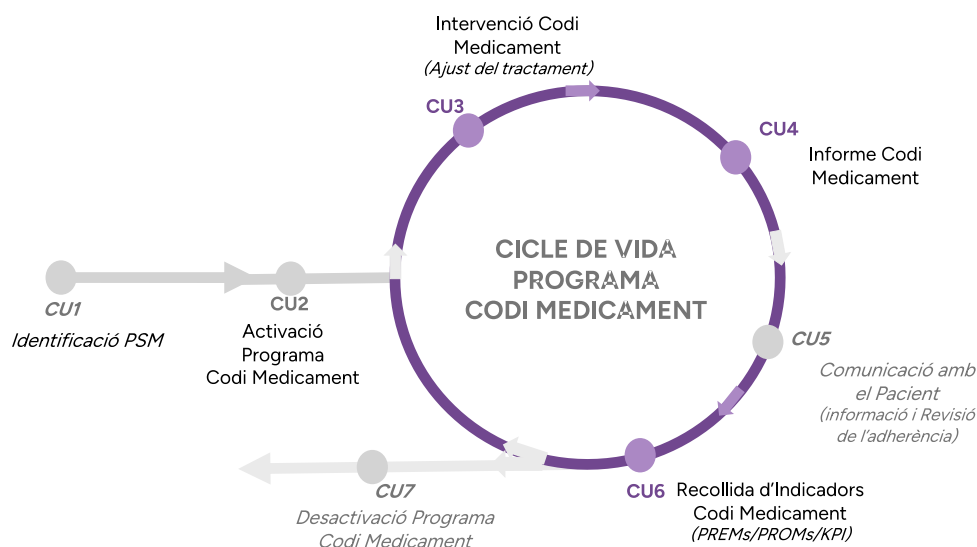 Intervenció Codi
Medicament
(Ajust del tractament)
CU3
CU4
Informe Codi
Medicament
CICLE DE VIDA
PROGRAMA
CODI MEDICAMENT
CU1
Identificació PSM
CU2
Activació
Programa
Codi Medicament
CU5
Comunicació amb
el Pacient
(informació i Revisió
de l'adherència)
CU6
Recollida d'Indicadors
Codi Medicament
(PREMs/PROMs/KPI)
CU7
Desactivació Programa
Codi Medicament